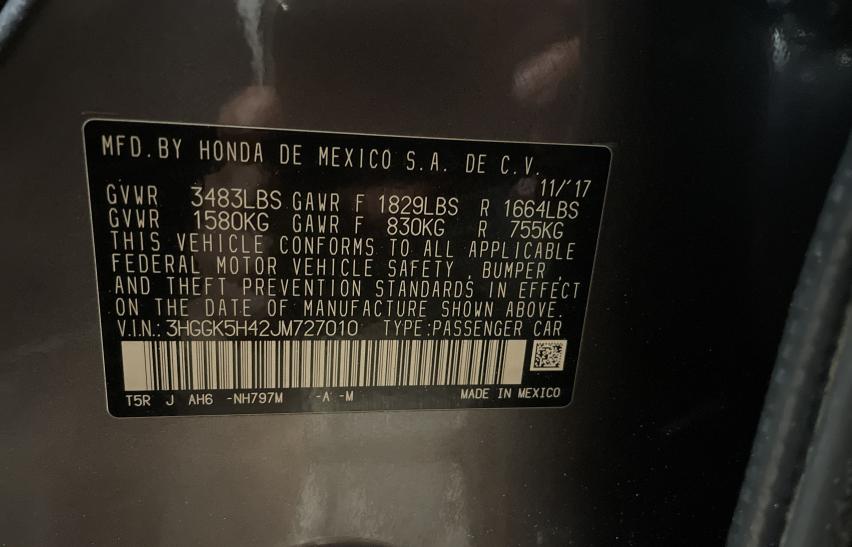 MFD. BY HONDA DE MEXICO S.A. DE C.V.
11/'17
GVWR 3483LBS GAWR F 1829LBS R 1664LBS
GVWR 1580KG GAWR F 830KG R 755KG
THIS VEHICLE CONFORMS TO ALL APPLICABLE
FEDERAL MOTOR VEHICLE SAFETY , BUMPER ,
AND THEFT PREVENTION STANDARDS IN EFFECT
ON THE DATE OF MANUFACTURE SHOWN ABOVE.
V.I.N.: 3HGGK5H42JM727010 TYPE:PASSENGER CAR
T5R J AH6 -NH797M -A -M MADE IN MEXICO